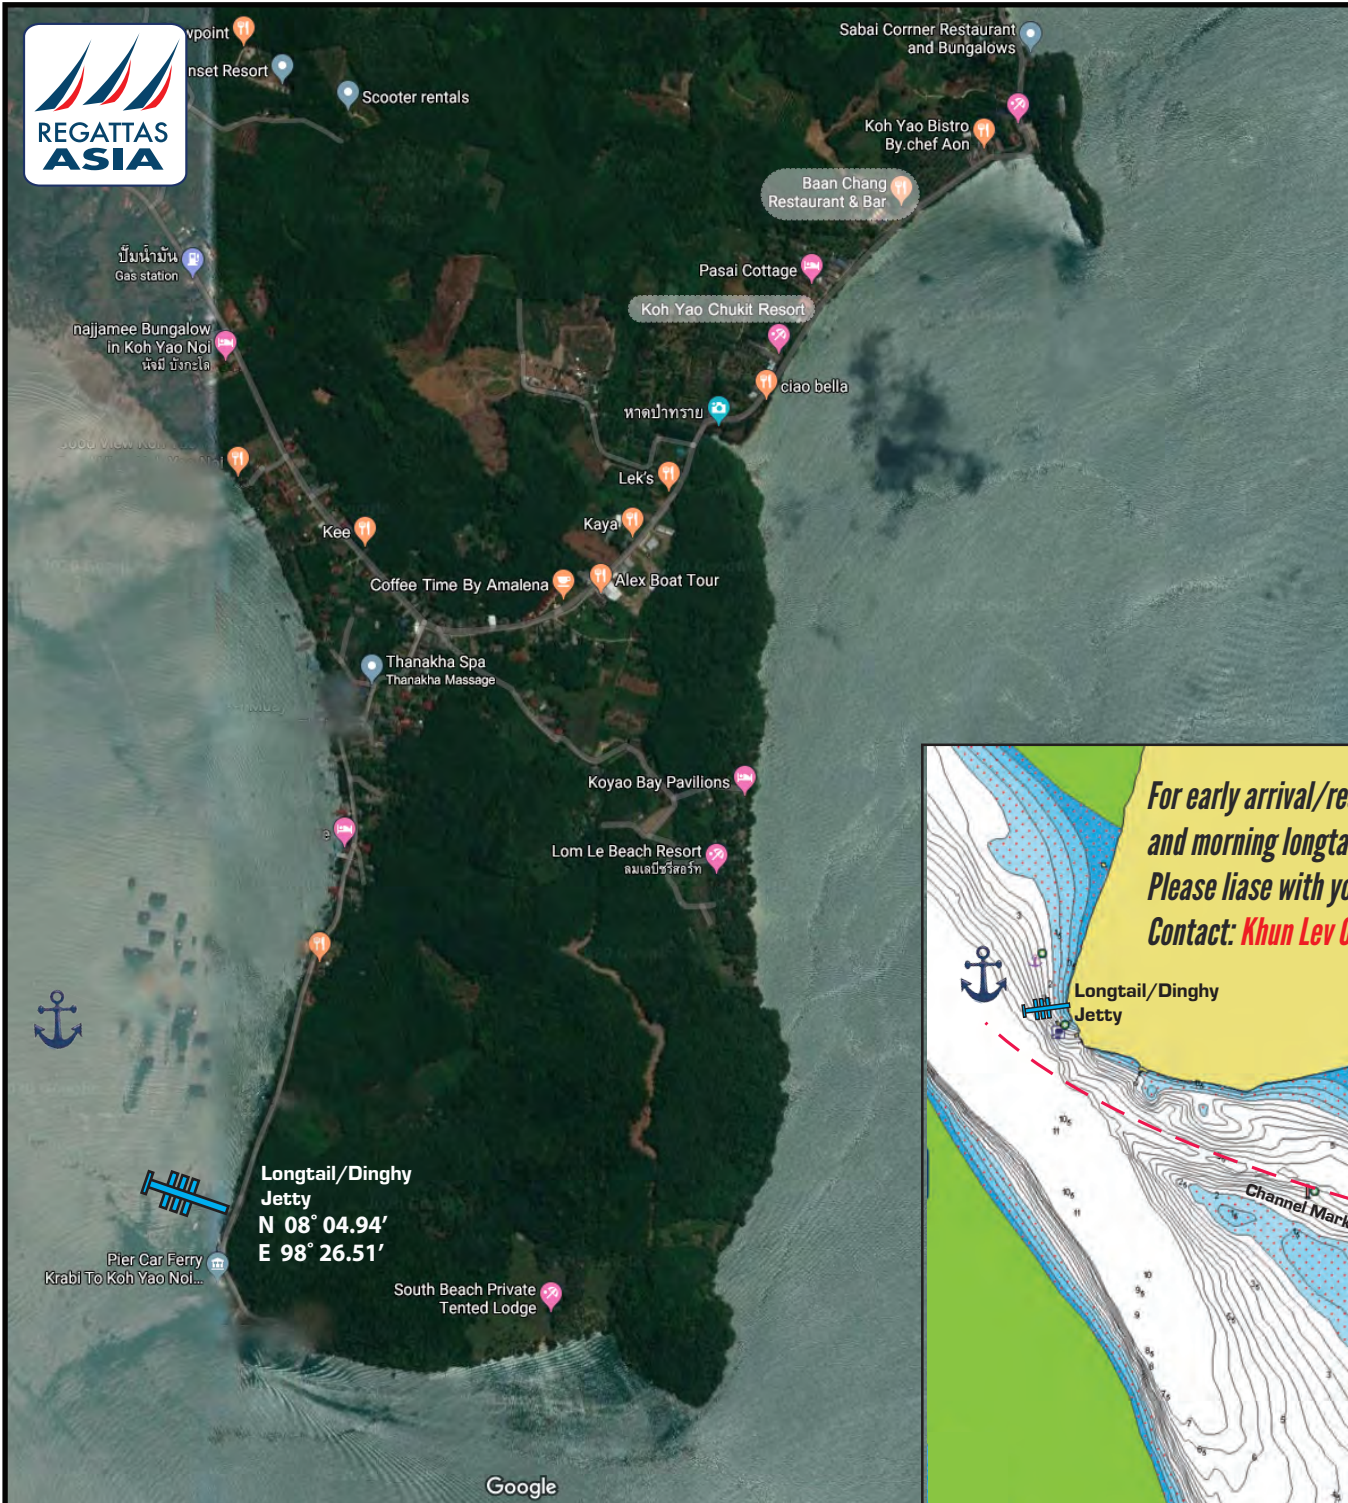 REGATTAS
ASIA
wpoint
nset Resort
Scooter rentals
Sabai Corrner Restaurant
and Bungalows
Koh Yao Bistro
By.chef Aon
Baan Chang
Restaurant & Bar
ปั๊มน้ำมัน
Gas station
Pasai Cottage
Koh Yao Chukit Resort
najjamee Bungalow
in Koh Yao Noi
นัจมี บังกะโล
ciao bella
หาดป่าทราย
Lek's
Kaya
Kee
Coffee Time By Amalena
Alex Boat Tour
Thanakha Spa
Thanakha Massage
Koyao Bay Pavilions
e
Lom Le Beach Resort
ลมเลบีชรีสอร์ท
Longtail/Dinghy
Jetty
N 08° 04.94′
E 98° 26.51′
Pier Car Ferry
Krabi To Koh Yao Noi...
South Beach Private
Tented Lodge
Google
For early arrival/re
and morning longta
Please liase with yo
Contact: Khun Lev
Longtail/Dinghy
Jetty
Channel Mark